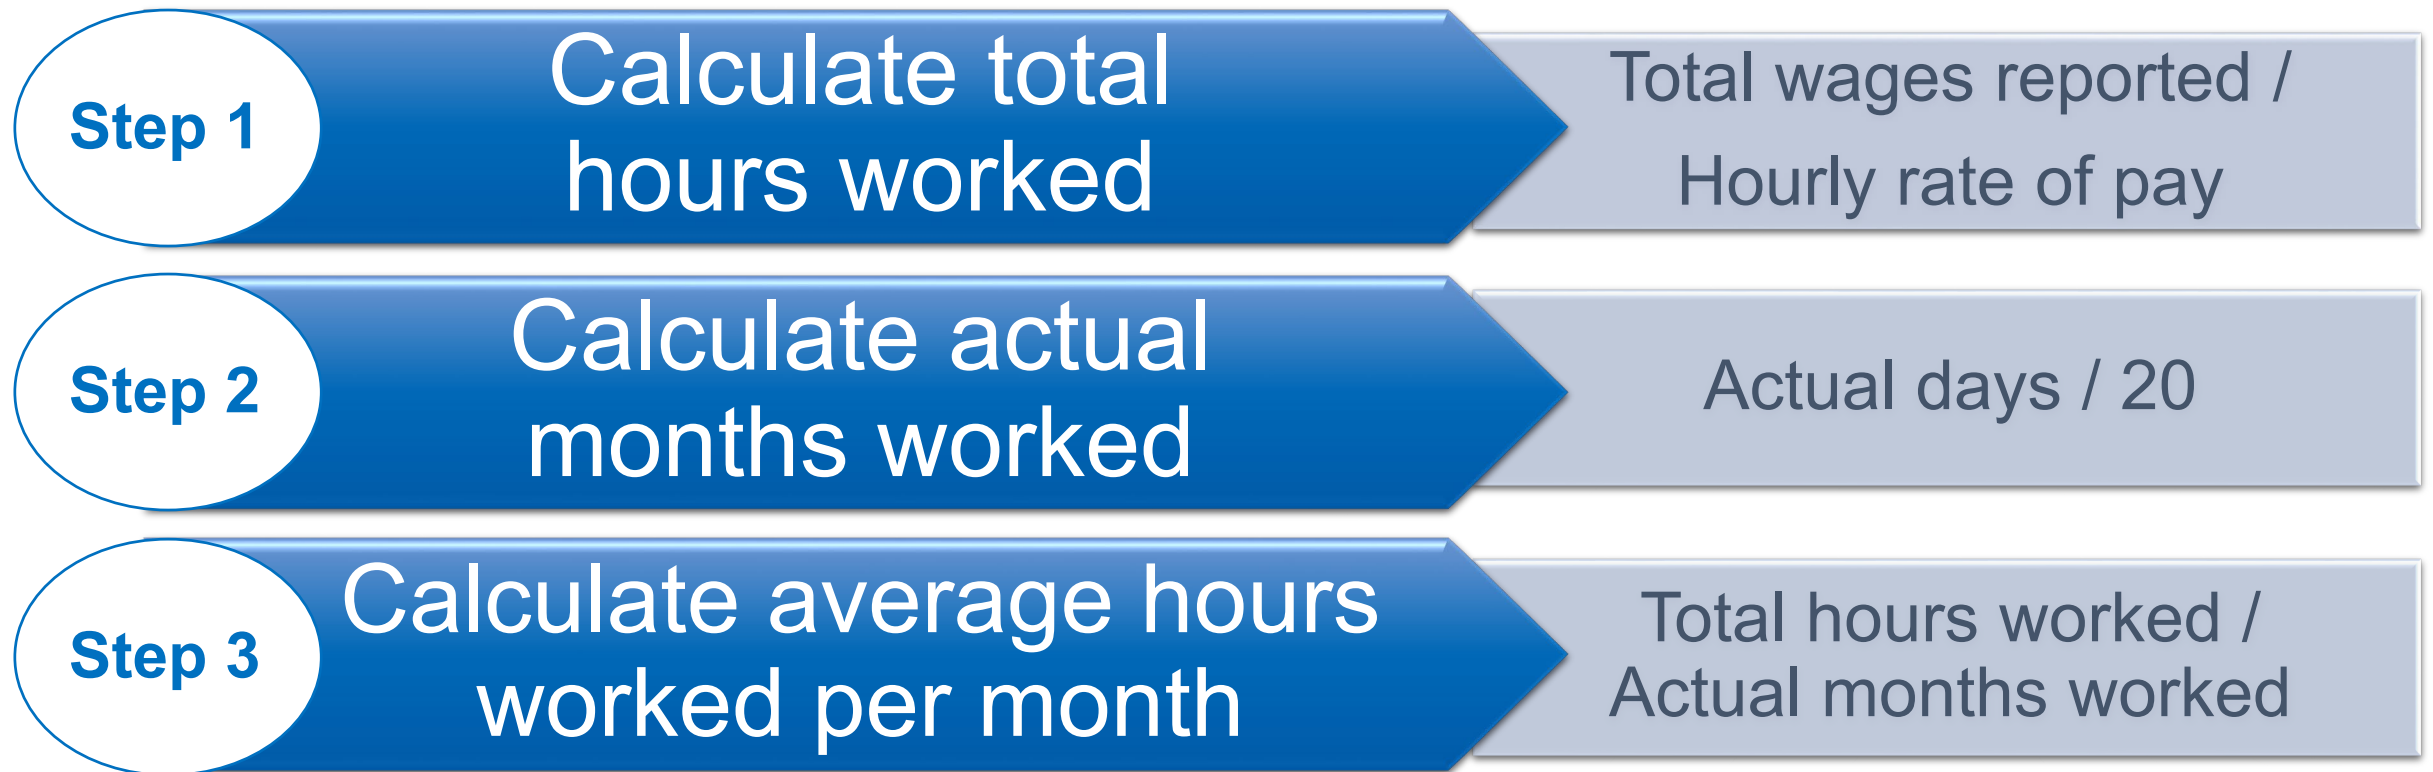 Step 1
Calculate total
hours worked
Total wages reported /
Hourly rate of pay
Step 2
Calculate actual
months worked
Actual days / 20
Step 3
Calculate average hours
worked per month
Total hours worked /
Actual months worked